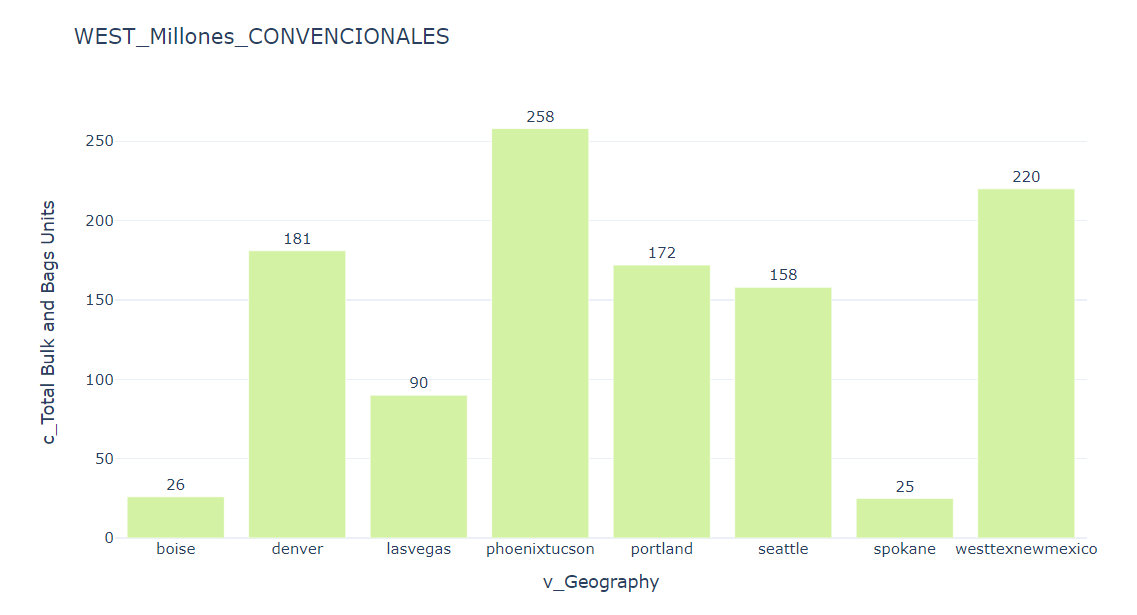 WEST_Millones_CONVENCIONALES
c_Total Bulk and Bags Units
250
200
150
100
50
0
26
181
90
258
172
158
25
220
boise
denver
lasvegas
phoenixtucson
portland
seattle
spokane
westtexnewmexico
v_Geography